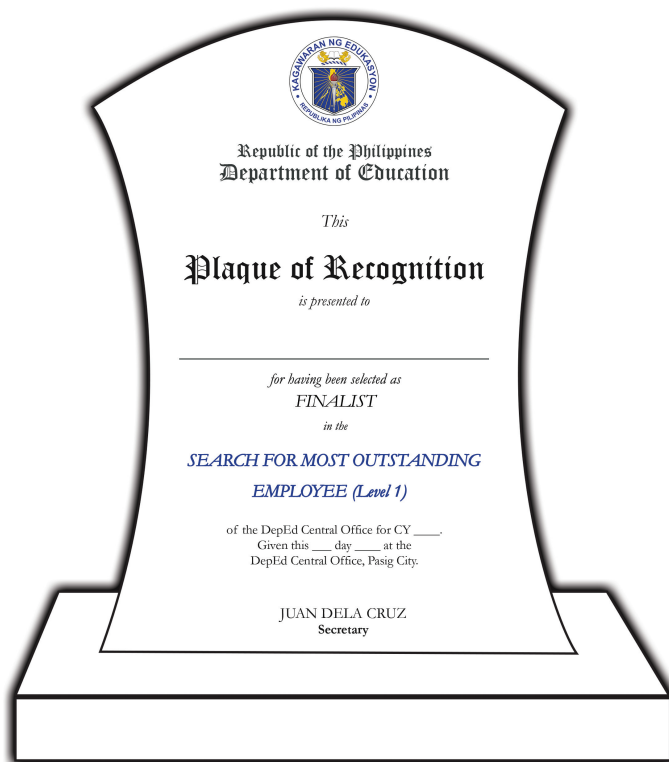 KAGAWARAN NG EDUKASYON
REPUBLIKA NG PILIPINAS
Republic of the Philippines
Department of Education
This
Plaque of Recognition
is presented to
for having been selected as
FINALIST
in the
SEARCH FOR MOST OUTSTANDING
EMPLOYEE (Level 1)
of the DepEd Central Office for CY ____.
Given this ___ day ____ at the
DepEd Central Office, Pasig City.
JUAN DELA CRUZ
Secretary